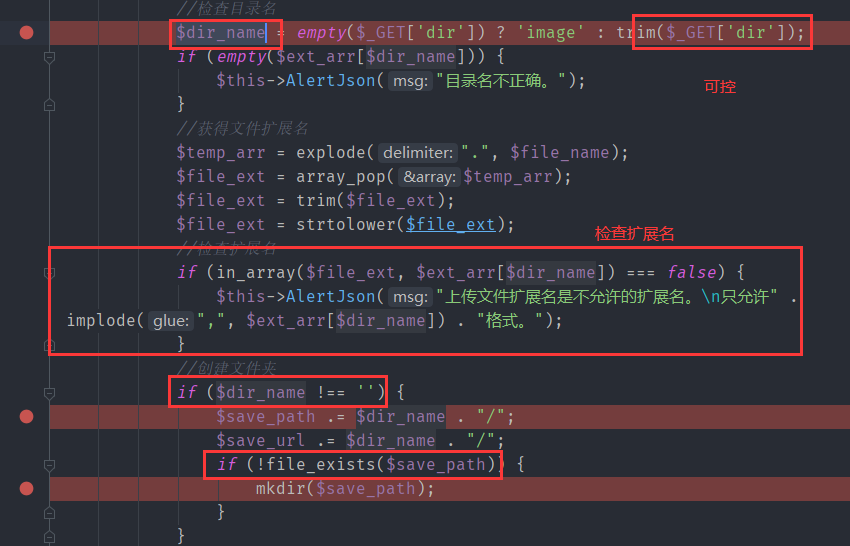 //检查目录名
$dir_name = empty($_GET['dir']) ? 'image' : trim($_GET['dir']);
if (empty($ext_arr[$dir_name])) {
$this->AlertJson( msg: "目录名不正确。");
可控
}
//获得文件扩展名
$temp_arr = explode( delimiter: ".", $file_name);
$file_ext = array_pop( &array: $temp_arr);
$file_ext = trim($file_ext);
$file_ext = strtolower($file_ext);
检查扩展名
//检查扩展名
if (in_array($file_ext, $ext_arr[$dir_name]) === false) {
$this->AlertJson( msg: "上传文件扩展名是不允许的扩展名。\n只允许" .
implode( glue: ",", $ext_arr[$dir_name]) . "格式。");
}
//创建文件夹
if ($dir_name !== '') {
$save_path .= $dir_name . "/";
$save_url .= $dir_name . "/";
if (!file_exists($save_path)) {
mkdir($save_path);
}
}